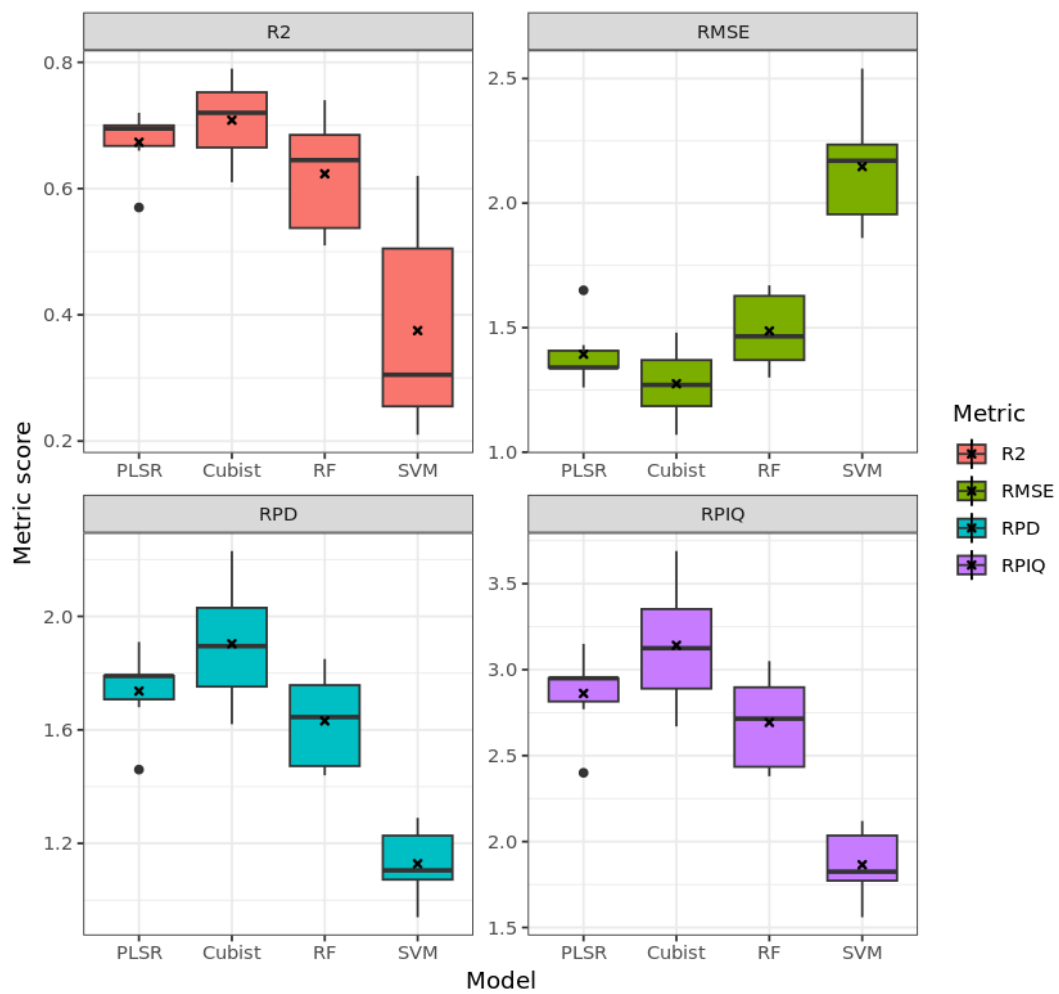 R2
RMSE
0.8
0.6
0.4
0.2
2.5
2.0
1.5
1.0
PLSR Cubist RF SVM
PLSR Cubist RF SVM
RPD
RPIQ
2.0
1.6
1.2
3.5
3.0
2.5
2.0
1.5
PLSR Cubist RF SVM
PLSR Cubist RF SVM
Metric score
Model
Metric
R2
RMSE
RPD
RPIQ